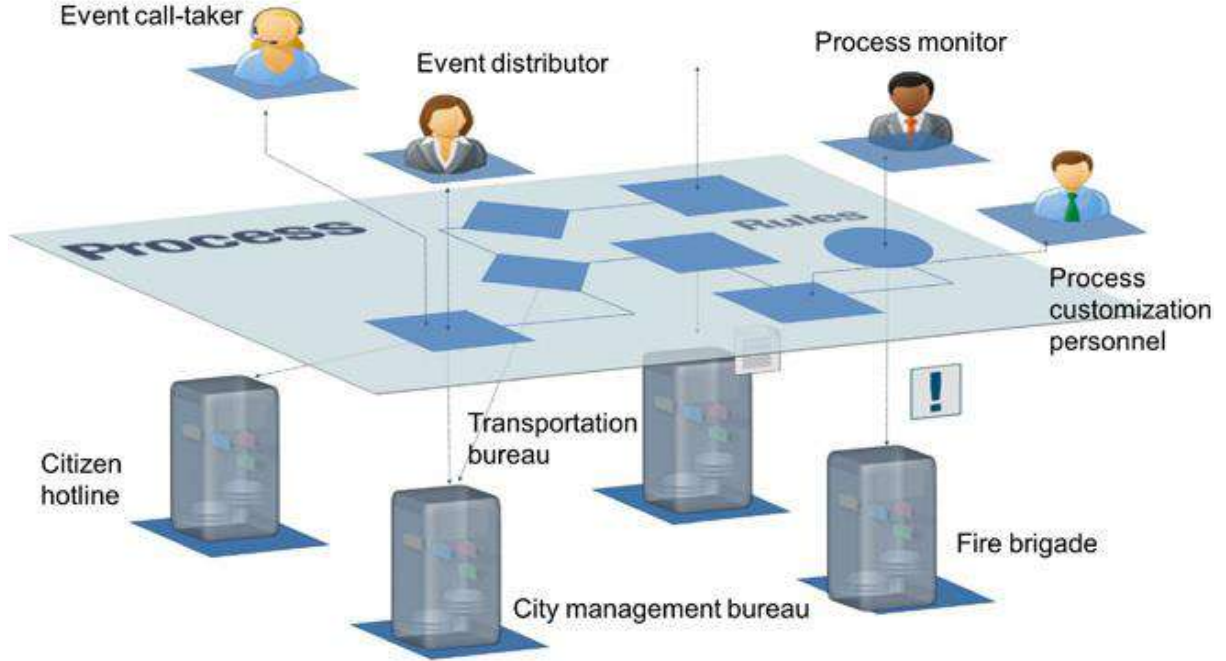 Event call-taker
Event distributor
Process monitor
Process
Rules
Process
customization
personnel
!
Transportation
bureau
Citizen
hotline
Fire brigade
City management bureau